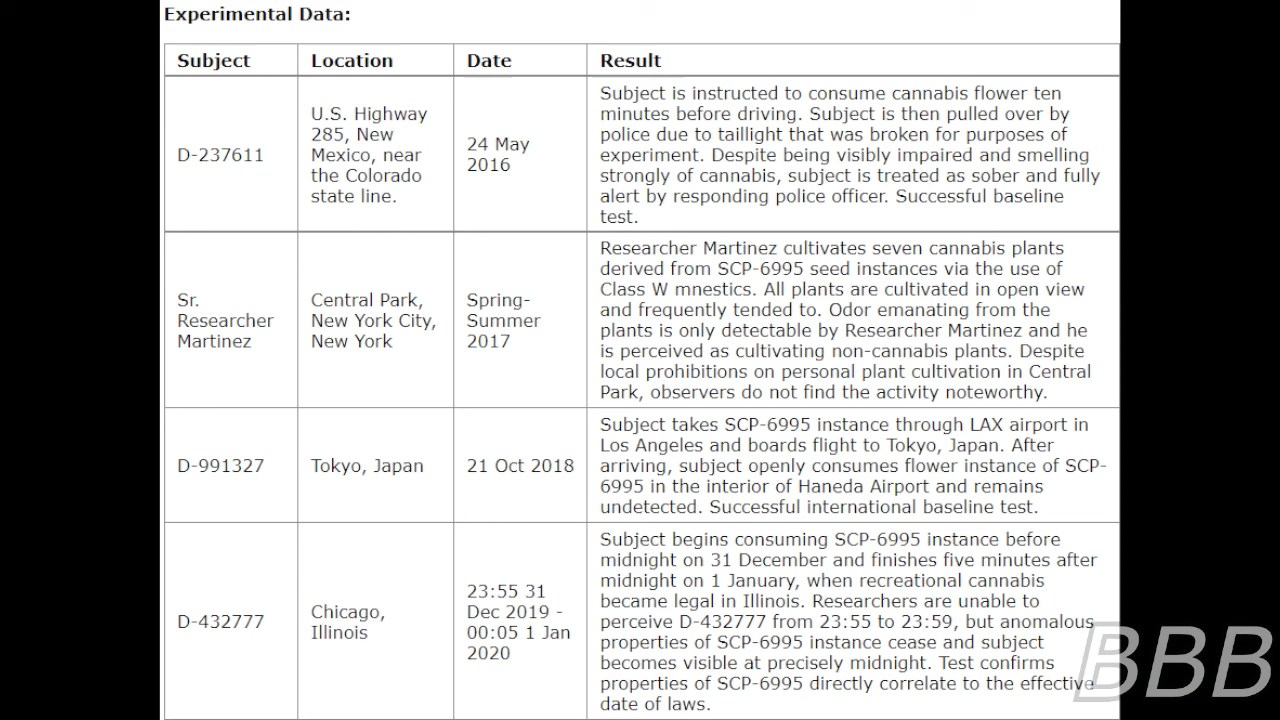 Experimental Data:
Subject
Location
Date
Result
D-237611
U.S. Highway
285, New
Mexico, near
the Colorado
state line.
24 May
2016
Subject is instructed to consume cannabis flower ten
minutes before driving. Subject is then pulled over by
police due to taillight that was broken for purposes of
experiment. Despite being visibly impaired and smelling
strongly of cannabis, subject is treated as sober and fully
alert by responding police officer. Successful baseline
test.
Sr.
Researcher
Martinez
Central Park,
New York City,
New York
Spring-
Summer
2017
Researcher Martinez cultivates seven cannabis plants
derived from SCP-6995 seed instances via the use of
Class W mnestics. All plants are cultivated in open view
and frequently tended to. Odor emanating from the
plants is only detectable by Researcher Martinez and he
is perceived as cultivating non-cannabis plants. Despite
local prohibitions on personal plant cultivation in Central
Park, observers do not find the activity noteworthy.
D-991327
Tokyo, Japan
21 Oct 2018
Subject takes SCP-6995 instance through LAX airport in
Los Angeles and boards flight to Tokyo, Japan. After
arriving, subject openly consumes flower instance of SCP-
6995 in the interior of Haneda Airport and remains
undetected. Successful international baseline test.
D-432777
Chicago,
Illinois
23:55 31
Dec 2019 -
00:05 1 Jan
2020
Subject begins consuming SCP-6995 instance before
midnight on 31 December and finishes five minutes after
midnight on 1 January, when recreational cannabis
became legal in Illinois. Researchers are unable to
perceive D-432777 from 23:55 to 23:59, but anomalous
properties of SCP-6995 instance cease and subject
becomes visible at precisely midnight. Test confirms
properties of SCP-6995 directly correlate to the effective
date of laws.
BBB